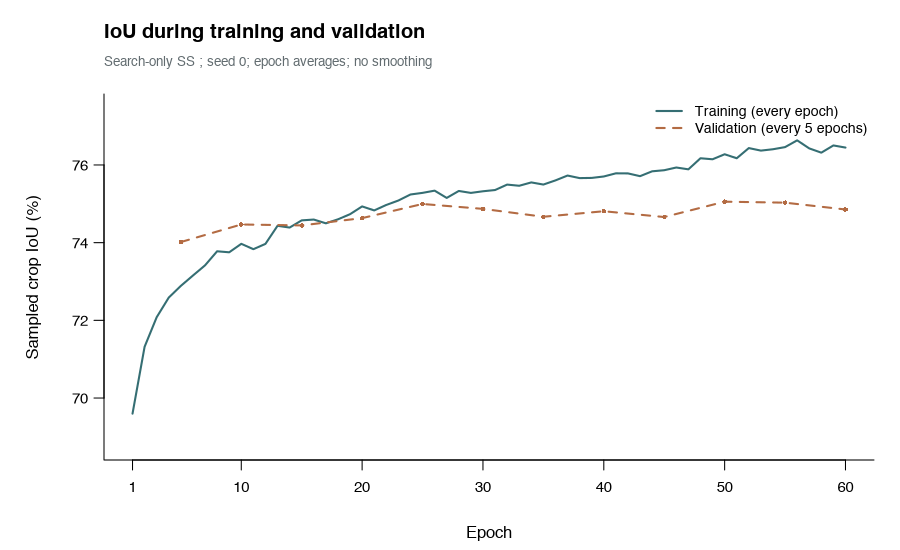 IoU during training and validation
Search-only SS ; seed 0; epoch averages; no smoothing
Training (every epoch)
Validation (every 5 epochs)
Sampled crop IoU (%)
76
74
72
70
1 10 20 30 40 50 60
Epoch